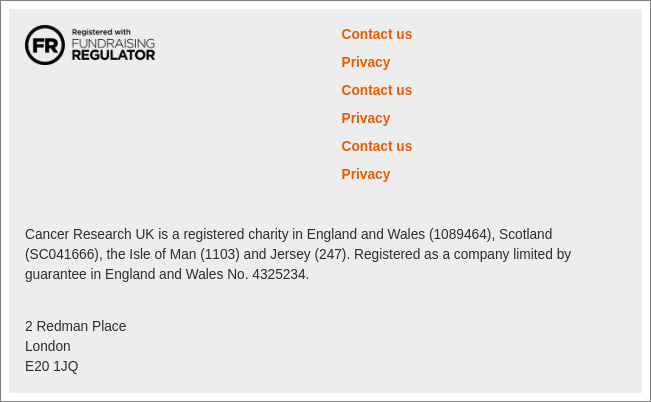 FR
Registered with
FUNDRAISING
REGULATOR
Contact us
Privacy
Contact us
Privacy
Contact us
Privacy
Cancer Research UK is a registered charity in England and Wales (1089464), Scotland
(SC041666), the Isle of Man (1103) and Jersey (247). Registered as a company limited by
guarantee in England and Wales No. 4325234.
2 Redman Place
London
E20 1JQ